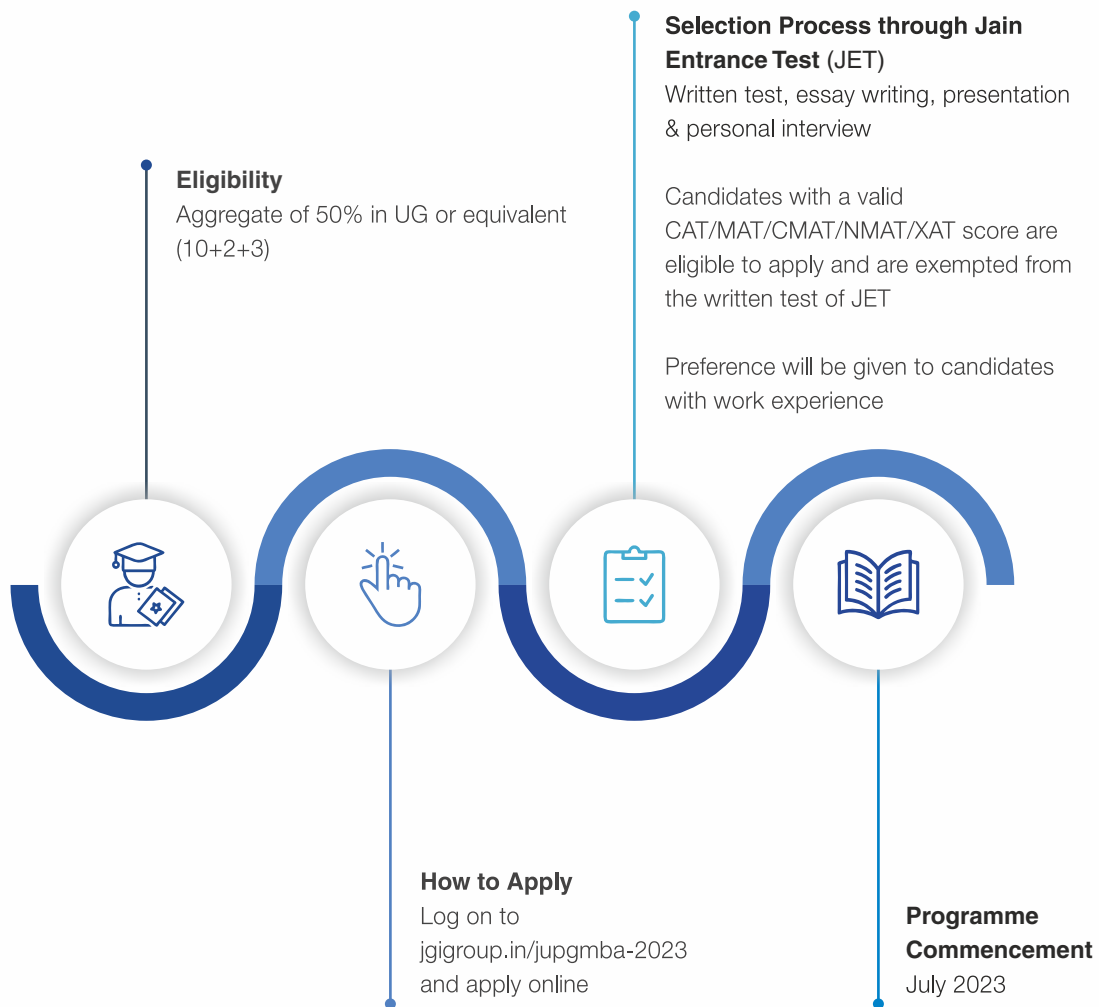 Eligibility
Aggregate of 50% in UG or equivalent
(10+2+3)
How to Apply
Log on to
jgigroup.in/jupgmba-2023
and apply online
Selection Process through Jain
Entrance Test (JET)
Written test, essay writing, presentation
& personal interview
Candidates with a valid
CAT/MAT/CMAT/NMAT/XAT score are
eligible to apply and are exempted from
the written test of JET
Preference will be given to candidates
with work experience
Programme
Commencement
July 2023